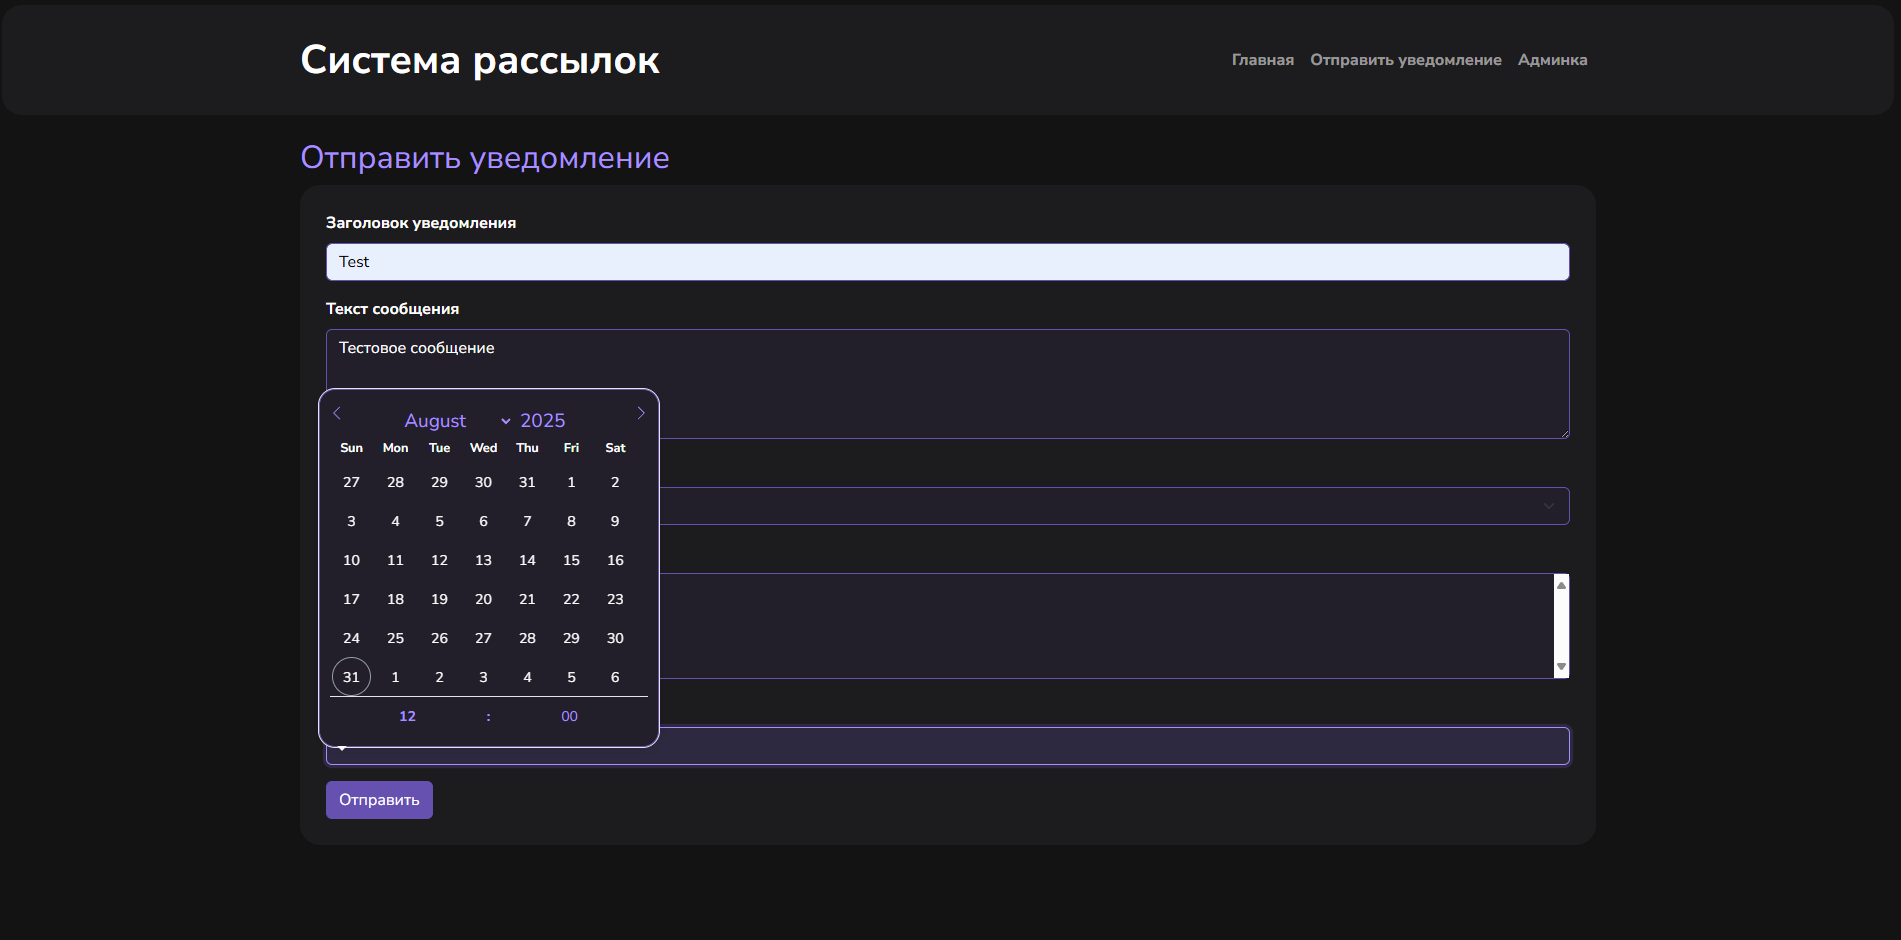 Система рассылок
Главная Отправить уведомление Админка
Отправить уведомление
Заголовок уведомления
Test
Текст сообщения
Тестовое сообщение
August 2025
Sun Mon Tue Wed Thu Fri Sat
27 28 29 30 31 1 2
3 4 5 6 7 8 9
10 11 12 13 14 15 16
17 18 19 20 21 22 23
24 25 26 27 28 29 30
31 1 2 3 4 5 6
12 : 00
Отправить